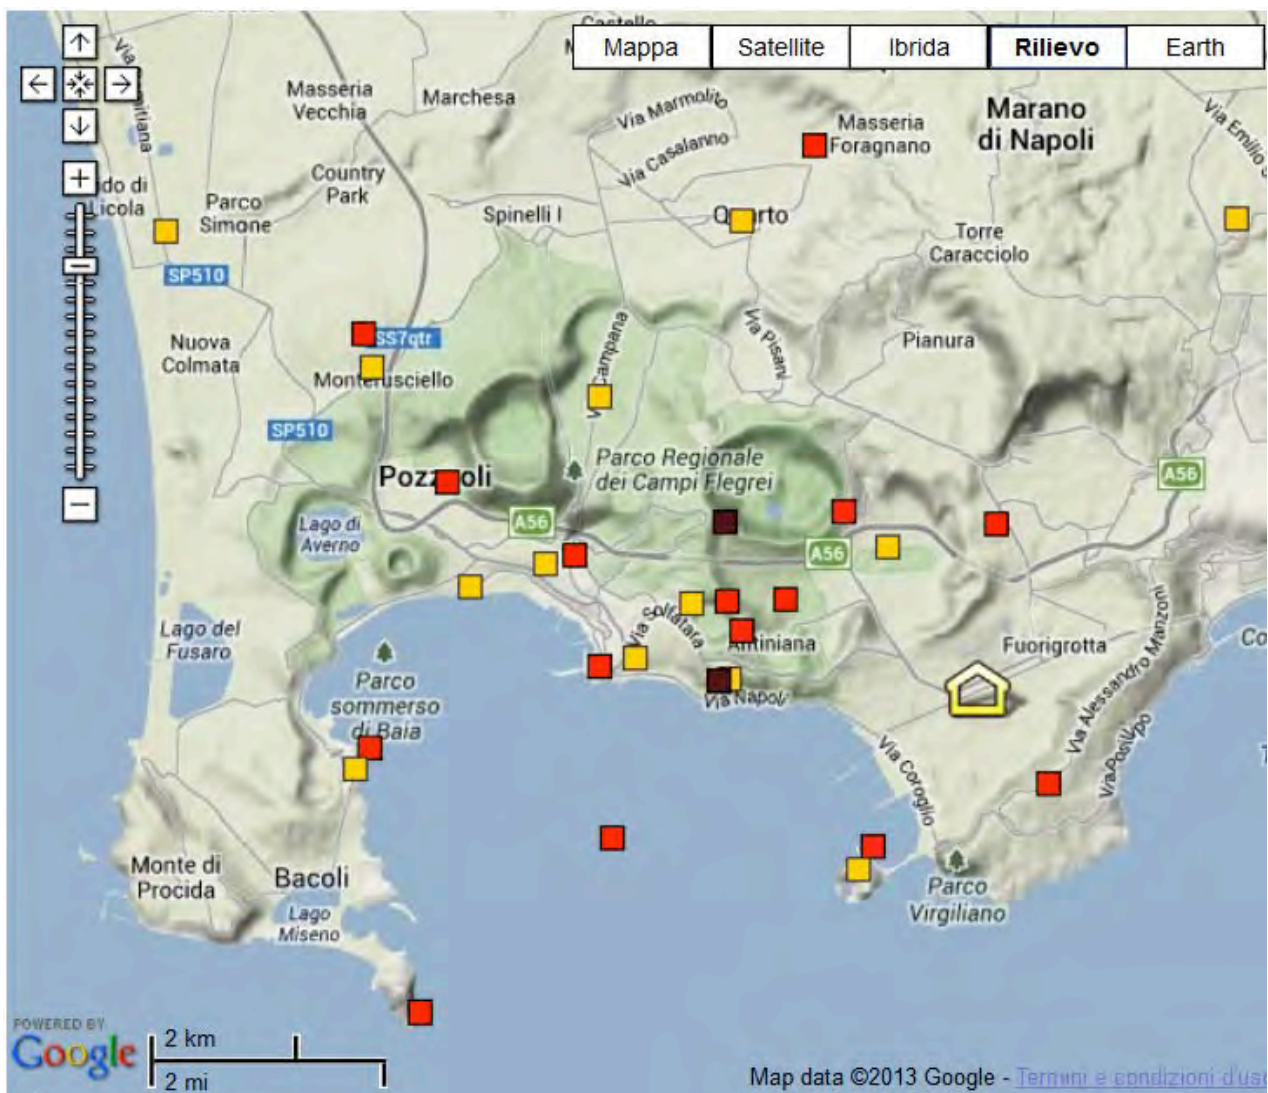 Castello
Mappa
Satellite
Ibrida
Rilievo
Earth
Masseria
Vecchia
Marchesa
Via Marmolito
Via Casalanno
Masseria
Foragnano
Marano
di Napoli
Via Emilio
Country
Park
Parco
Simone
Licola
Spinelli I
Torre
Caracciolo
SP510
Nuova
Colmata
SS7qtr
Monterusciello
Campana
Via Pisani
Pianura
SP510
Parco Regionale
dei Campi Flegrei
A56
A56
A56
Lago di
Averno
Lago del
Fusaro
Via Solfatara
Fuorigrotta
Via Alessandro Manzoni
Via Posillipo
Parco
sommerso
di Baia
Via Napoli
Via Coroglio
Monte di
Procida
Bacoli
Lago
Miseno
Parco
Virgiliano
POWERED BY
Google
2 km
2 mi
Map data ©2013 Google - Termini e condizioni d'uso